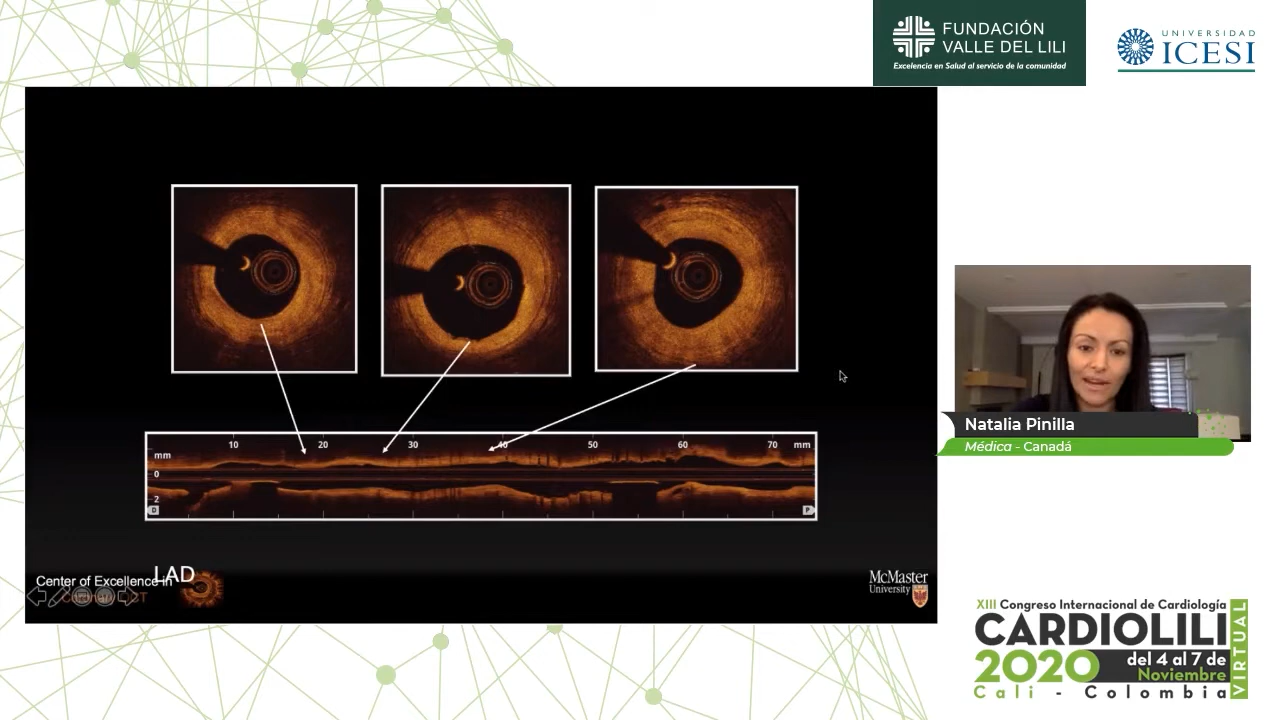 FUNDACIÓN
VALLE DEL LILI
Excelencia en Salud al servicio de la comunidad
UNIVERSIDAD
ICESI
10 20 30 40 50 60 70 mm
mm
0
2
D
P
LAD
Center of Excellence in
McMaster
University
Natalia Pinilla
Médica - Canadá
XIII Congreso Internacional de Cardiología
CARDIOLILI
2020 del 4 al 7 de
Noviembre
Cali - Colombia
VIRTUAL